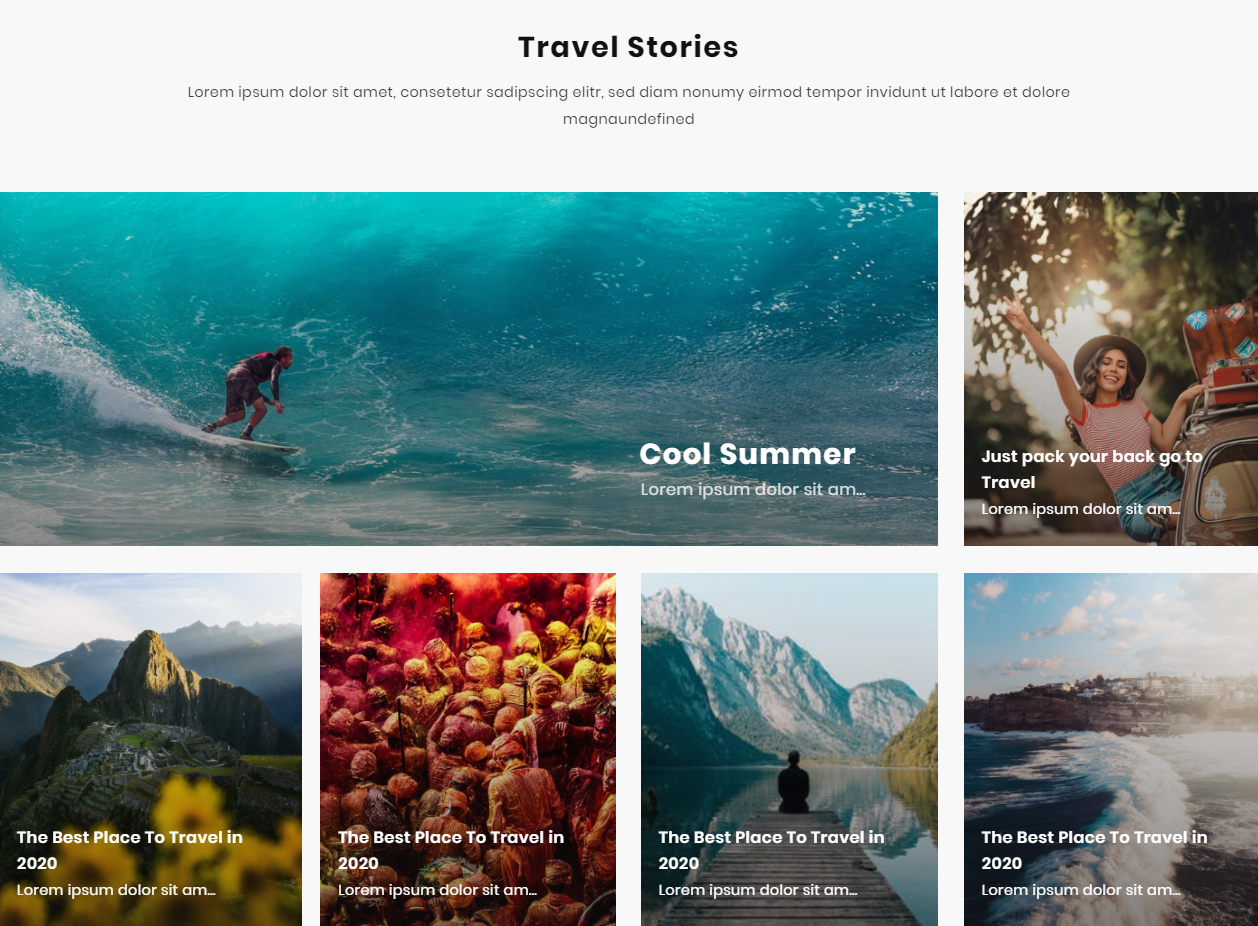 Travel Stories
Lorem ipsum dolor sit amet, consetetur sadipscing elitr, sed diam nonumy eirmod tempor invidunt ut labore et dolore
magnaundefined
Cool Summer
Lorem ipsum dolor sit am...
Just pack your back go to
Travel
Lorem ipsum dolor sit am...
The Best Place To Travel in
2020
Lorem ipsum dolor sit am...
The Best Place To Travel in
2020
Lorem ipsum dolor sit am...
The Best Place To Travel in
2020
Lorem ipsum dolor sit am...
The Best Place To Travel in
2020
Lorem ipsum dolor sit am...